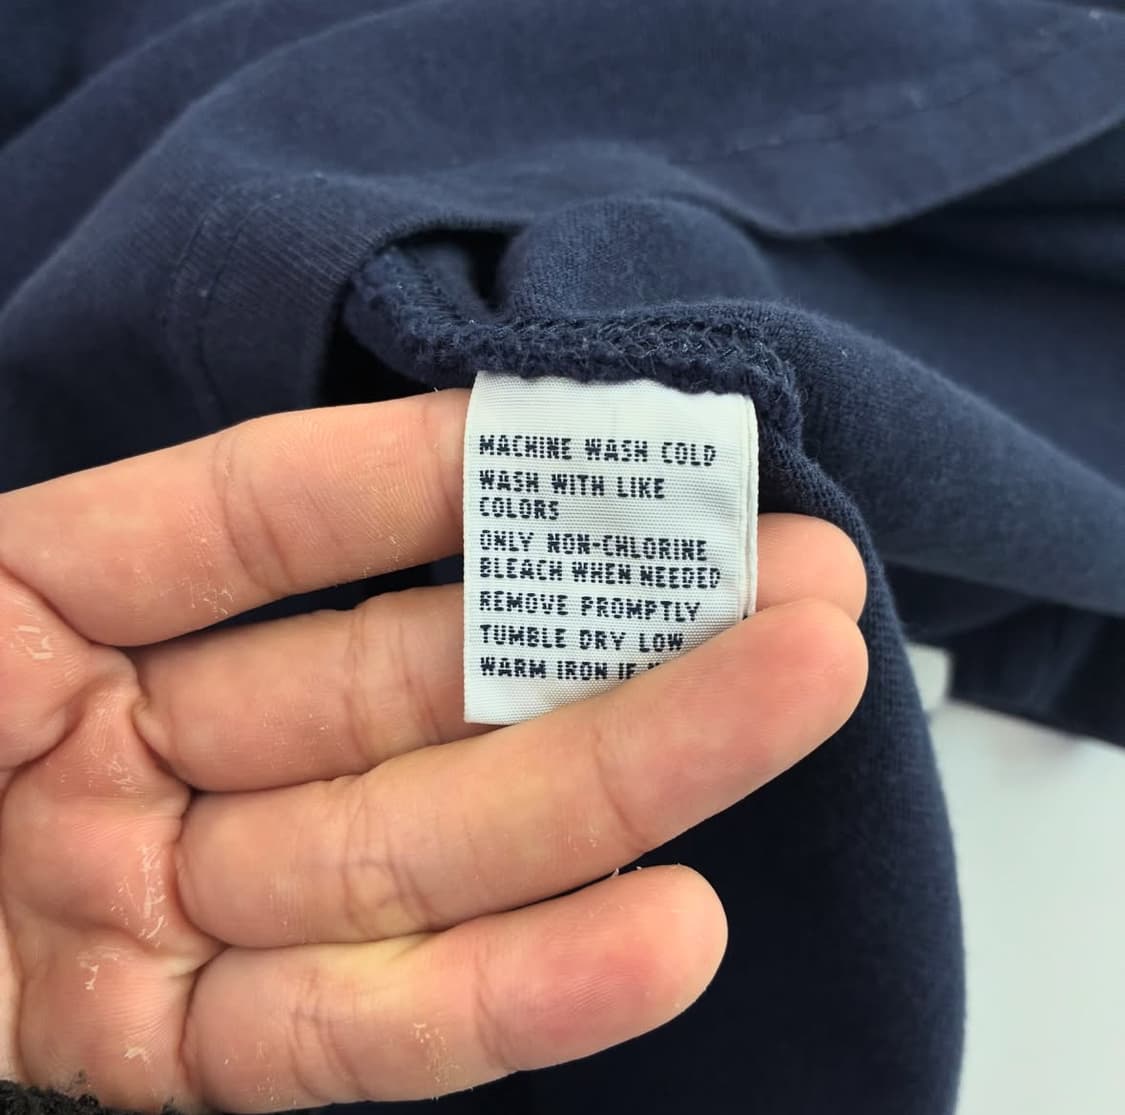 MACHINE WASH COLD
WASH WITH LIKE
COLORS
ONLY NON-CHLORINE
BLEACH WHEN NEEDED
REMOVE PROMPTLY
TUMBLE DRY LOW
WARM IRON IF